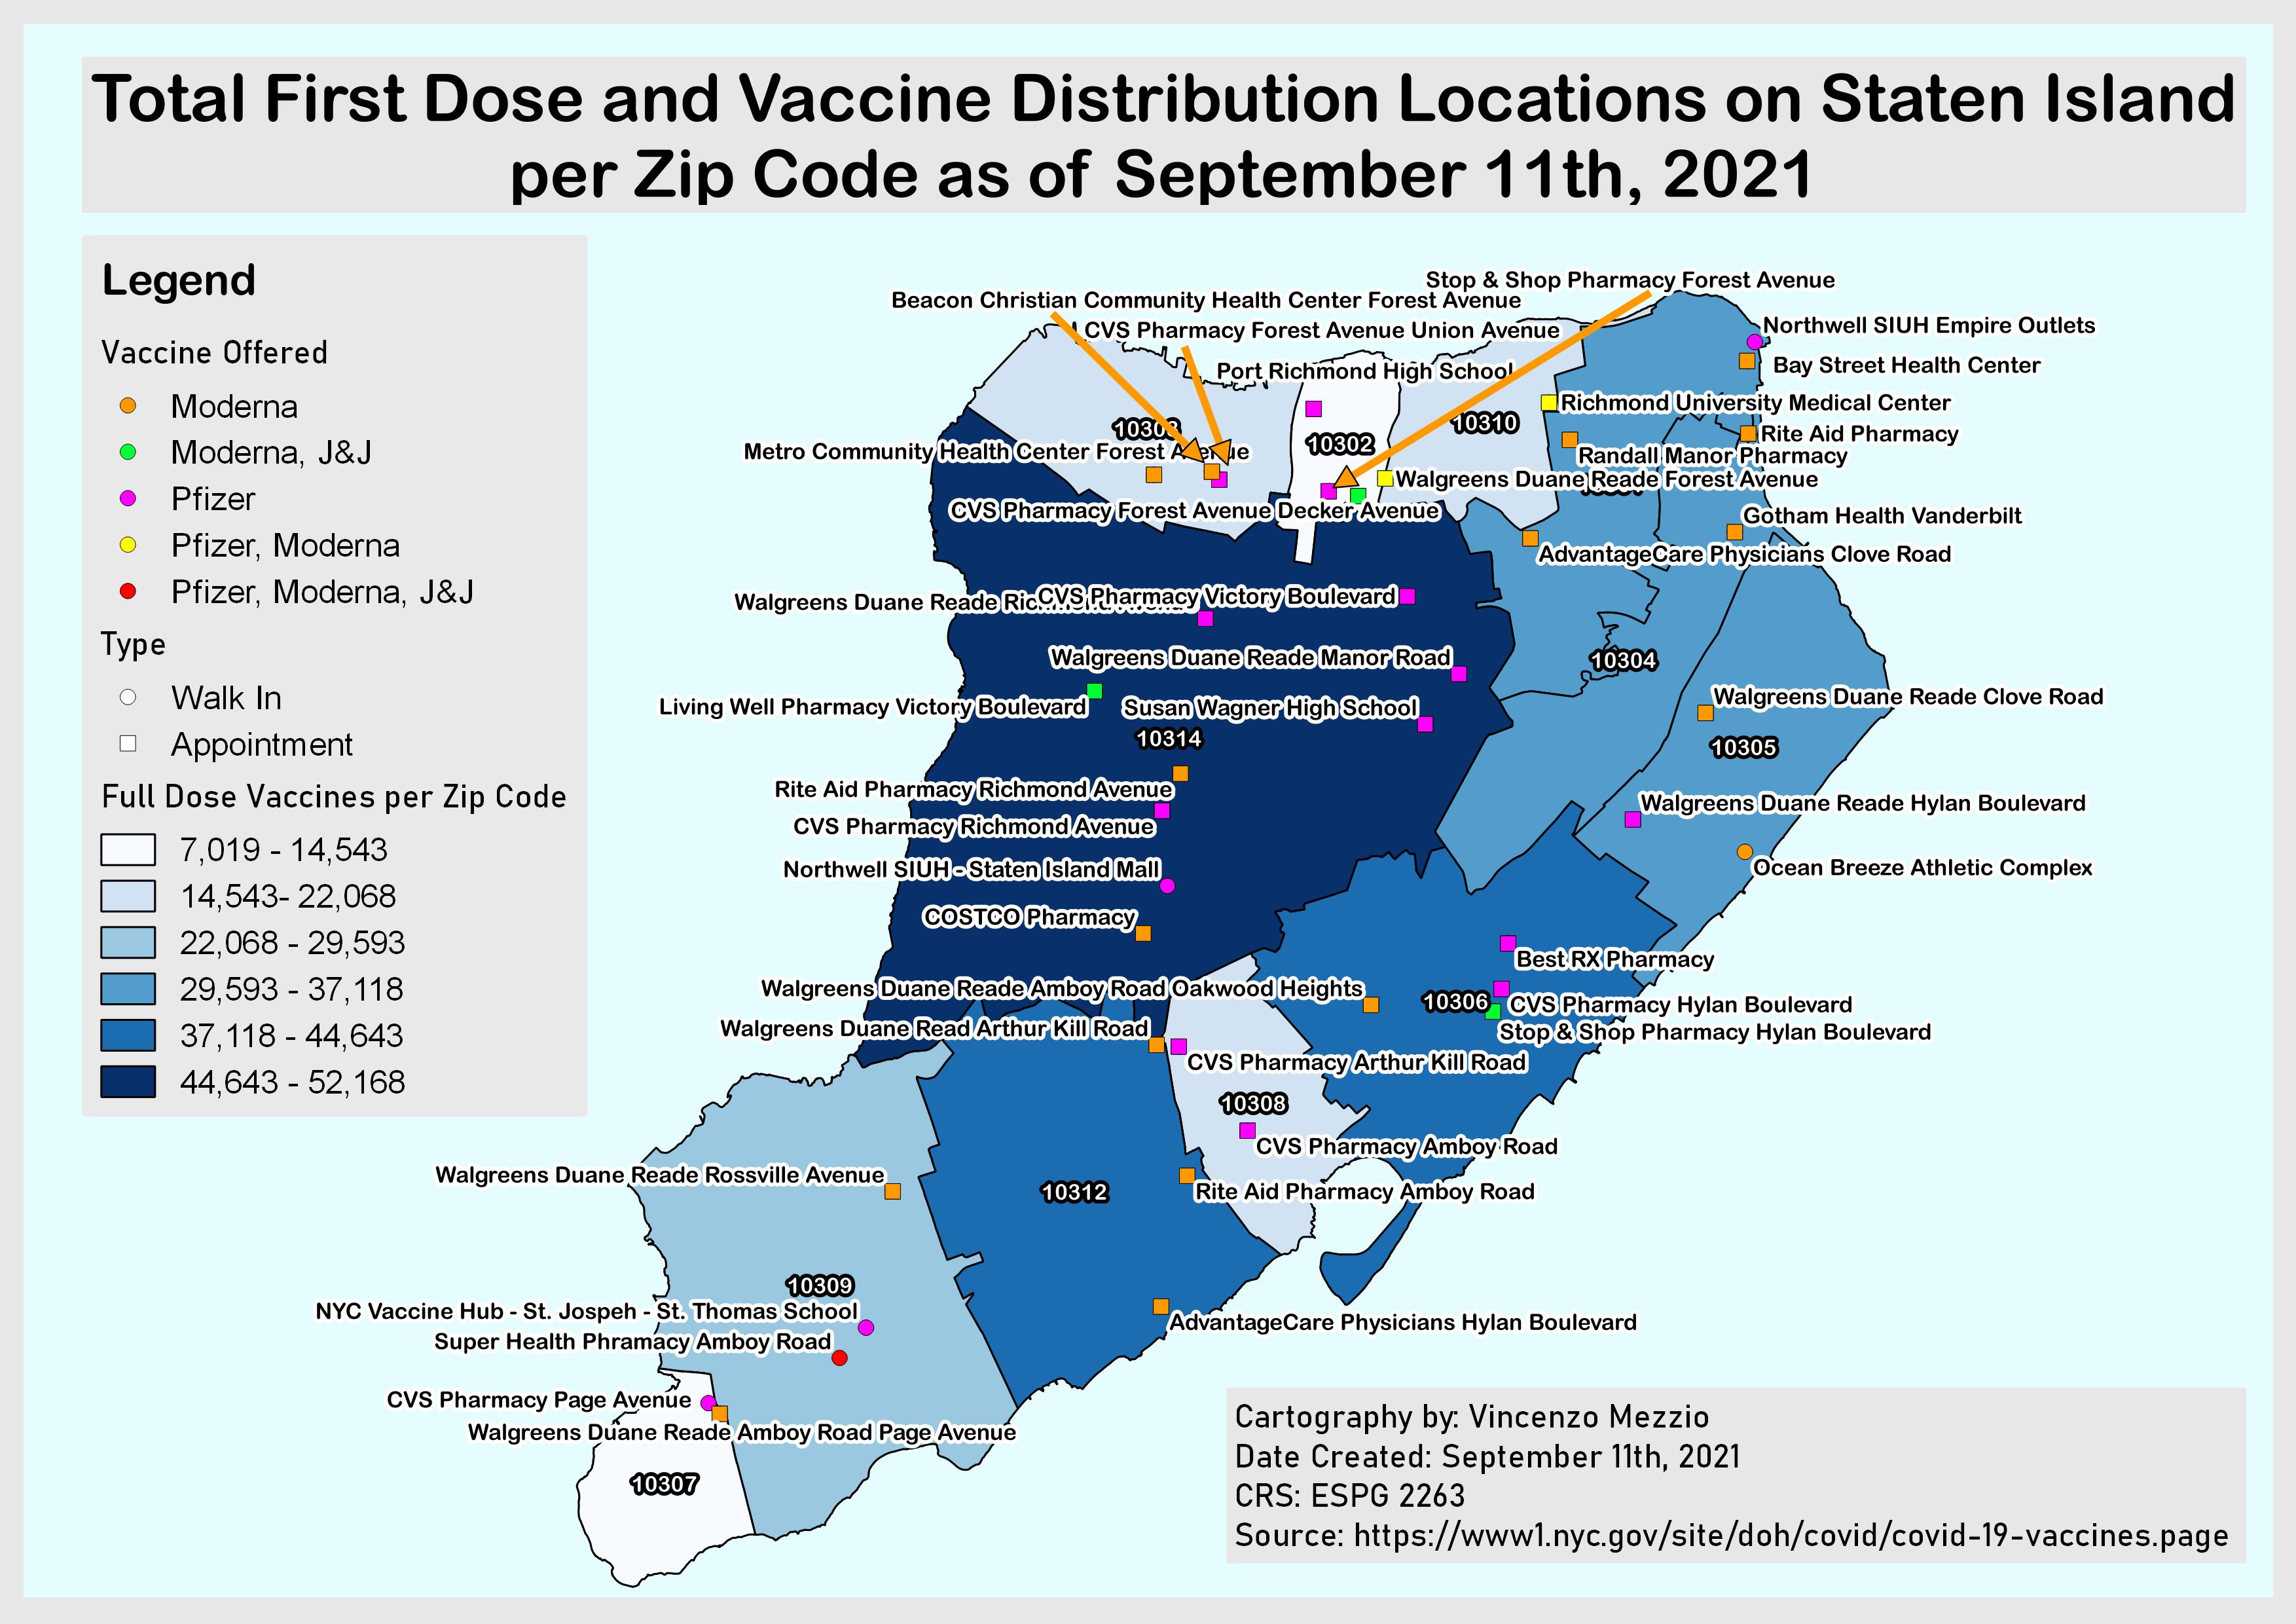 Total First Dose and Vaccine Distribution Locations on Staten Island
per Zip Code as of September 11th, 2021
Legend
Vaccine Offered
Moderna
Moderna, J&J
Pfizer
Pfizer, Moderna
Pfizer, Moderna, J&J
Type
Walk In
Appointment
Full Dose Vaccines per Zip Code
7,019 - 14,543
14,543- 22,068
22,068 - 29,593
29,593 - 37,118
37,118 - 44,643
44,643 - 52,168
Stop & Shop Pharmacy Forest Avenue
Beacon Christian Community Health Center Forest Avenue
CVS Pharmacy Forest Avenue Union Avenue
Northwell SIUH Empire Outlets
Bay Street Health Center
Port Richmond High School
Richmond University Medical Center
10310
10302
Rite Aid Pharmacy
Metro Community Health Center Forest Avenue
Randall Manor Pharmacy
Walgreens Duane Reade Forest Avenue
CVS Pharmacy Forest Avenue Decker Avenue
Gotham Health Vanderbilt
AdvantageCare Physicians Clove Road
Walgreens Duane Reade
CVS Pharmacy Victory Boulevard
Walgreens Duane Reade Manor Road
10304
Living Well Pharmacy Victory Boulevard
Susan Wagner High School
Walgreens Duane Reade Clove Road
10314
10305
Rite Aid Pharmacy Richmond Avenue
Walgreens Duane Reade Hylan Boulevard
CVS Pharmacy Richmond Avenue
Northwell SIUH - Staten Island Mall
Ocean Breeze Athletic Complex
COSTCO Pharmacy
Best RX Pharmacy
Walgreens Duane Reade Amboy Road Oakwood Heights
10306
CVS Pharmacy Hylan Boulevard
Walgreens Duane Read Arthur Kill Road
Stop & Shop Pharmacy Hylan Boulevard
CVS Pharmacy Arthur Kill Road
10308
CVS Pharmacy Amboy Road
Walgreens Duane Reade Rossville Avenue
10312
Rite Aid Pharmacy Amboy Road
10309
NYC Vaccine Hub - St. Jospeh - St. Thomas School
AdvantageCare Physicians Hylan Boulevard
Super Health Phramacy Amboy Road
CVS Pharmacy Page Avenue
Walgreens Duane Reade Amboy Road Page Avenue
10307
Cartography by: Vincenzo Mezzio
Date Created: September 11th, 2021
CRS: ESPG 2263
Source: https://www1.nyc.gov/site/doh/covid/covid-19-vaccines.page